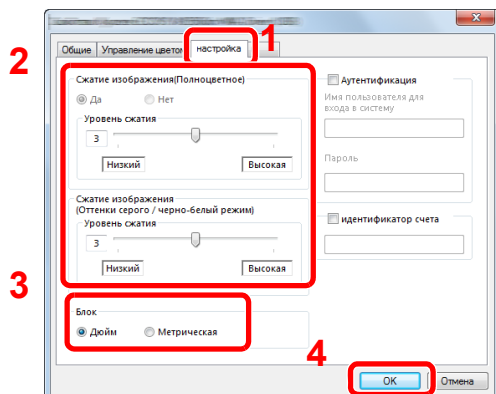 1
Общие Управление цветом настройка
2
Сжатие изображения(Полноцветное)
Да Нет
Уровень сжатия
3
Низкий Высокая
Сжатие изображения
(Оттенки серого / черно-белый режим)
Уровень сжатия
3
Низкий Высокая
3
Блок
Дюйм Метрическая
Аутентификация
Имя пользователя для
входа в систему
Пароль
идентификатор счета
4
OK Отмена